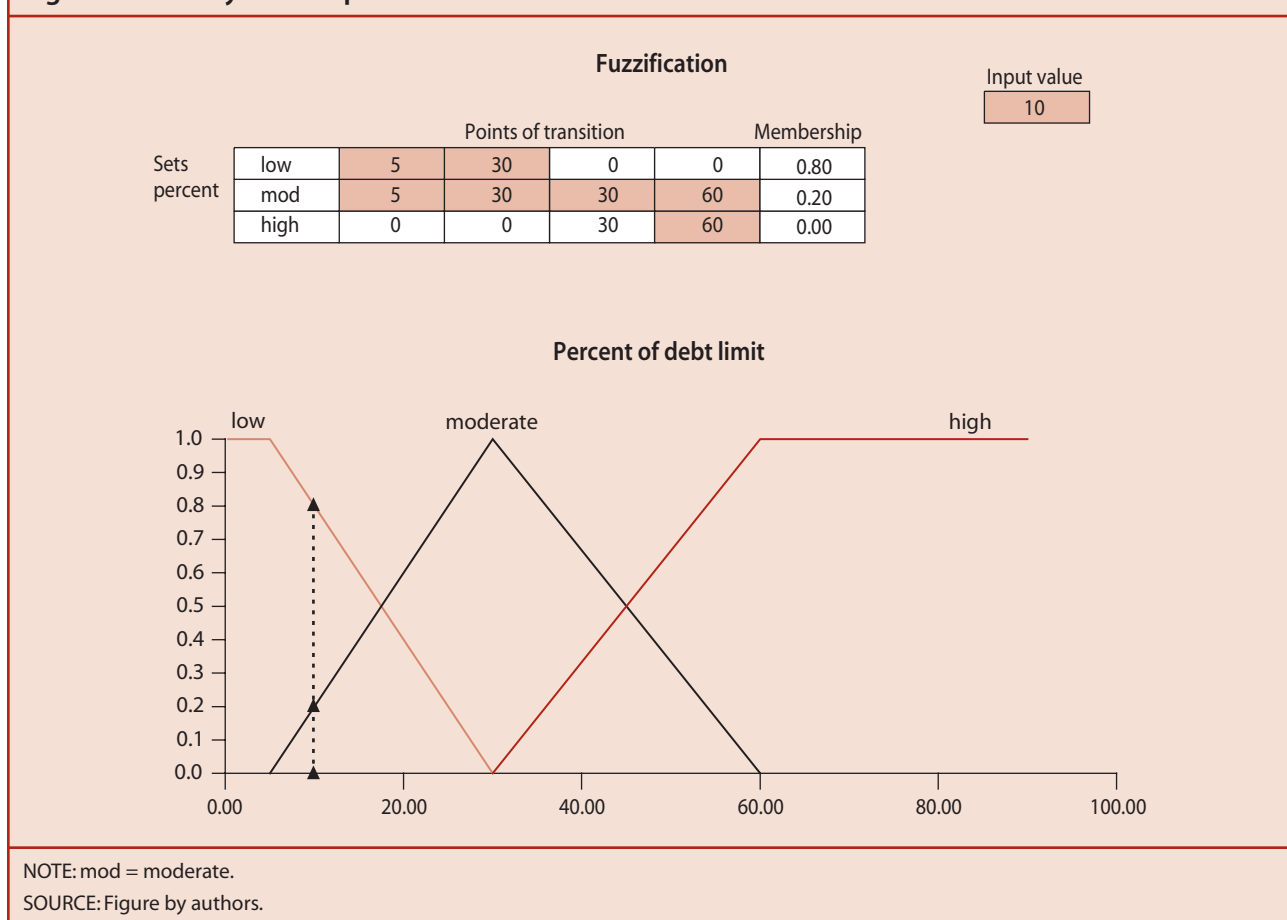 Fuzzification
Input value
10
Points of transition Membership
Sets percent
low 5 30 0 0 0.80
mod 5 30 30 60 0.20
high 0 0 30 60 0.00
Percent of debt limit
low moderate high
1.0
0.9
0.8
0.7
0.6
0.5
0.4
0.3
0.2
0.1
0.0
0.00 20.00 40.00 60.00 80.00 100.00
NOTE: mod = moderate.
SOURCE: Figure by authors.